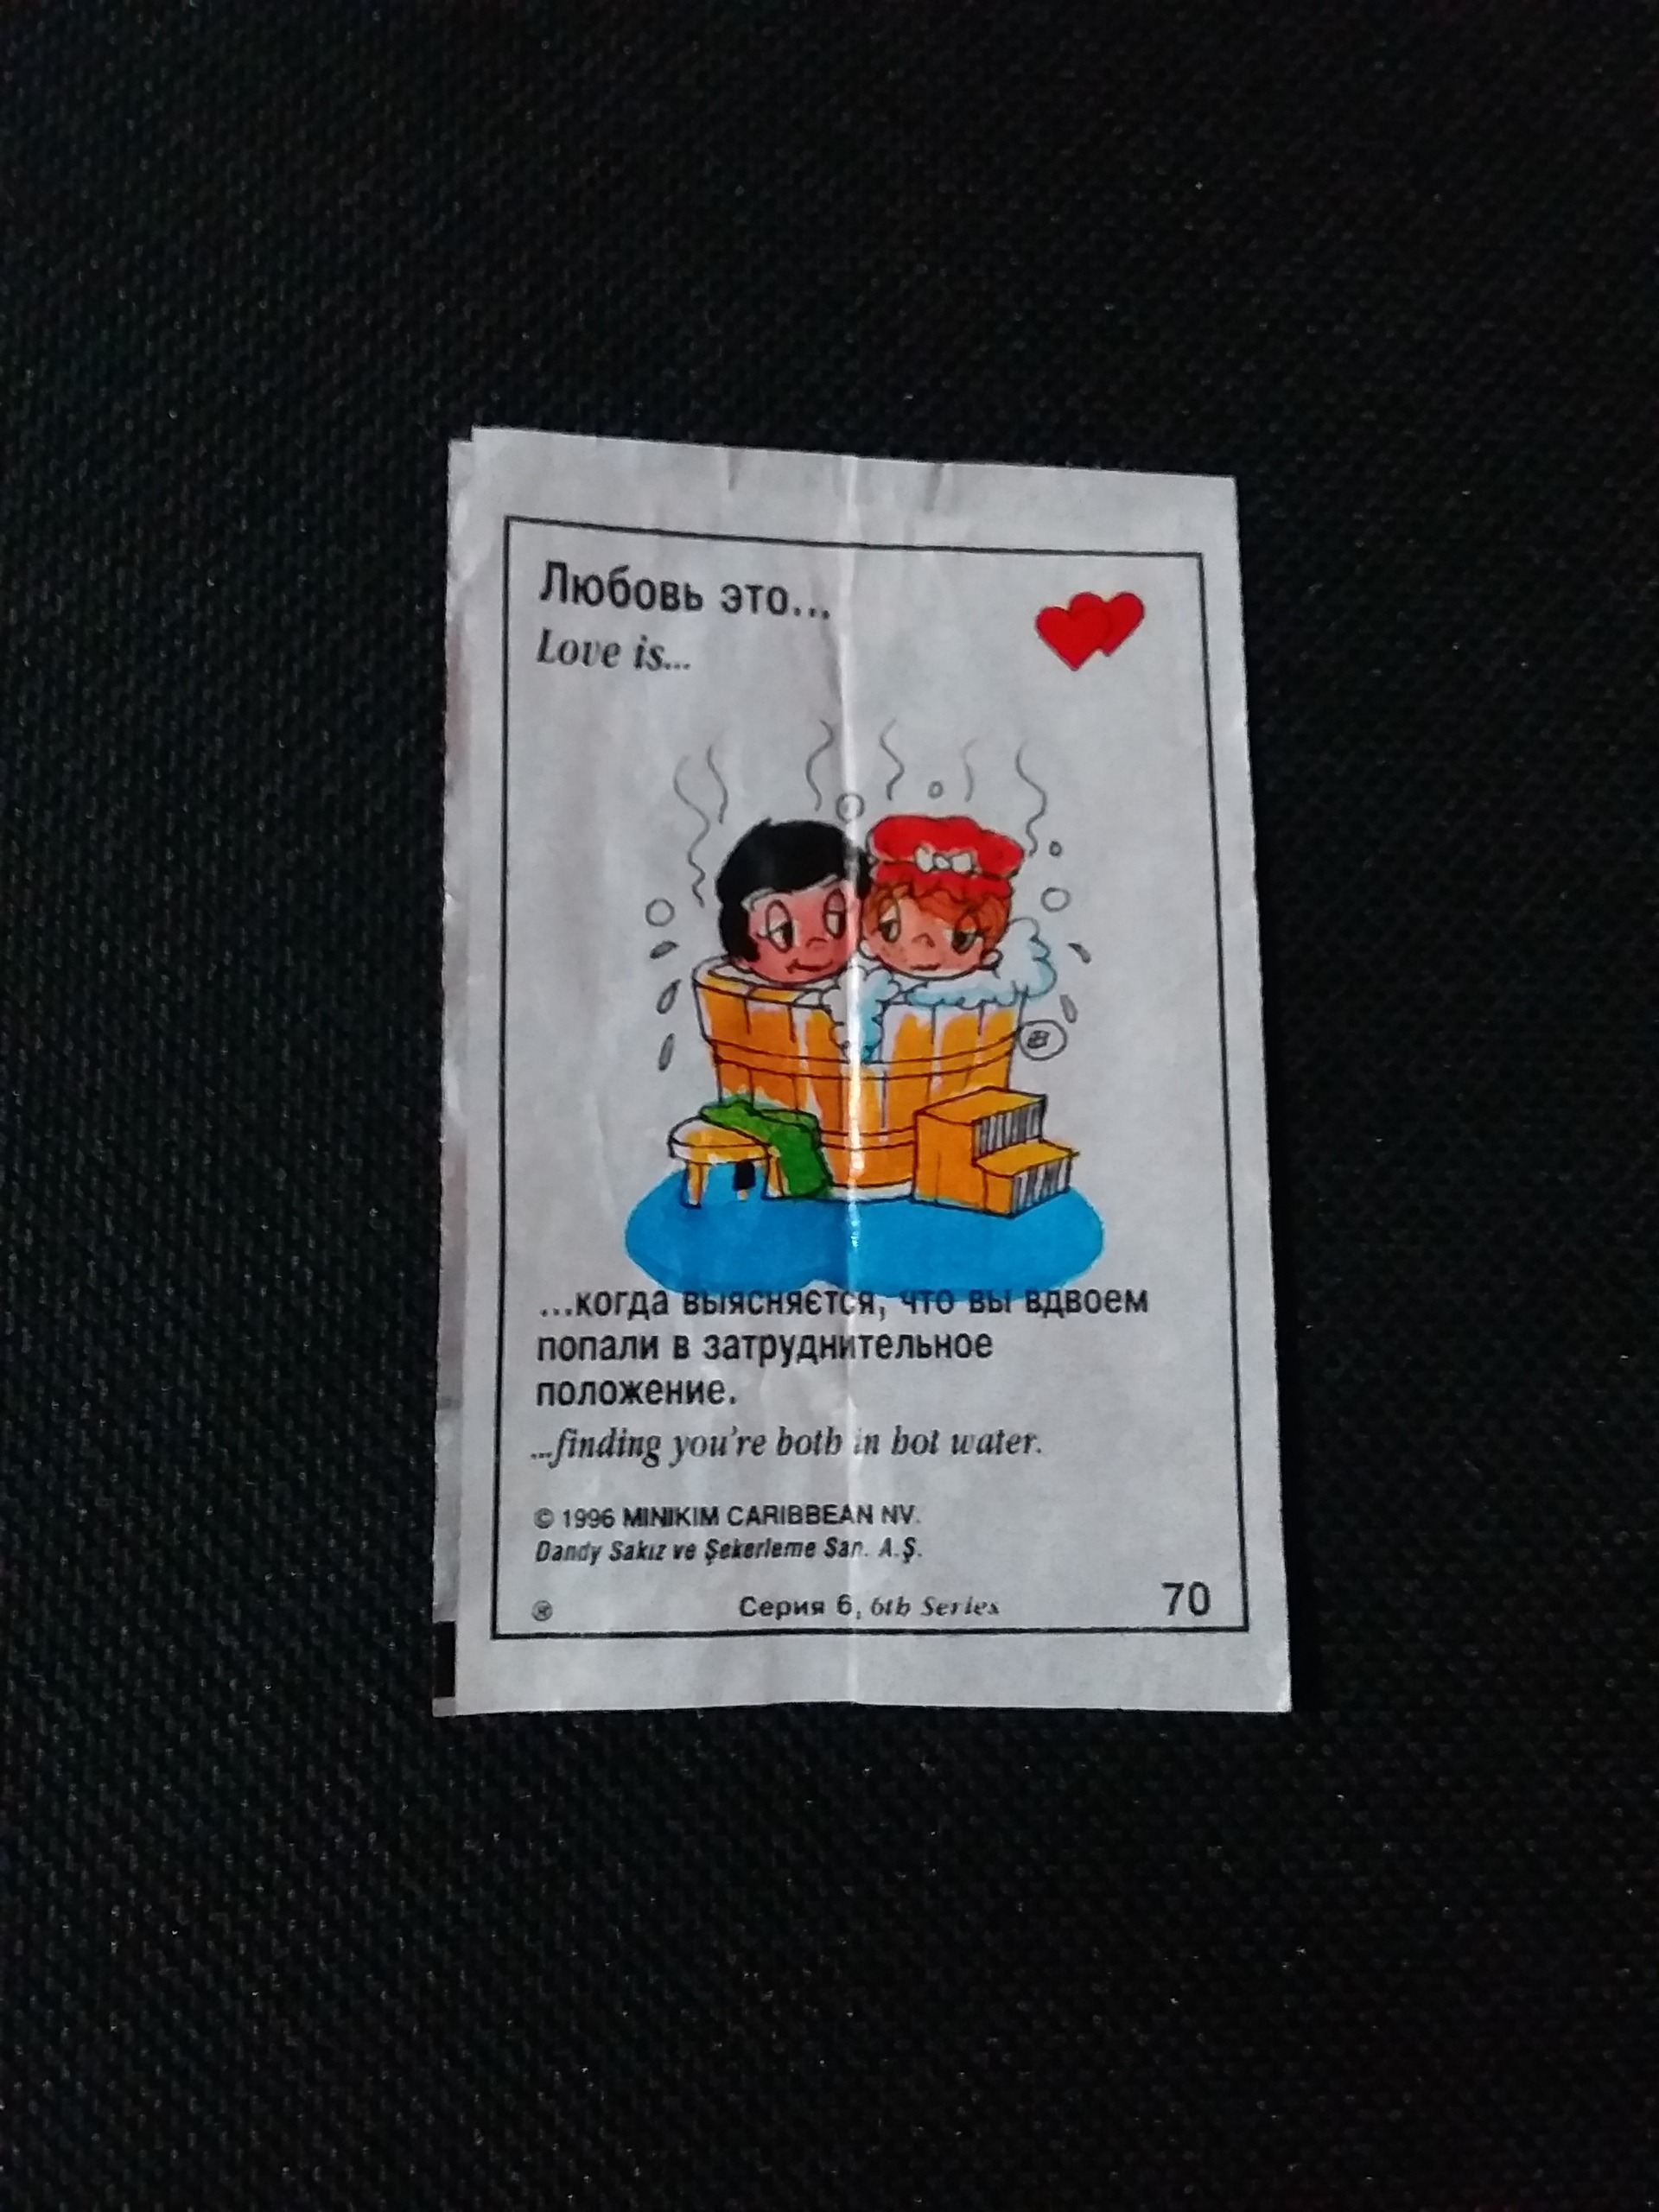 Любовь это...
Love is...
...когда выясняется, что вы вдвоем
попали в затруднительное
положение.
...finding you're both in hot water.
© 1996 MINIKIM CARIBBEAN NV.
Dandy Sakız ve Şekerleme San. A.Ş.
Серия 6, 6th Series
70